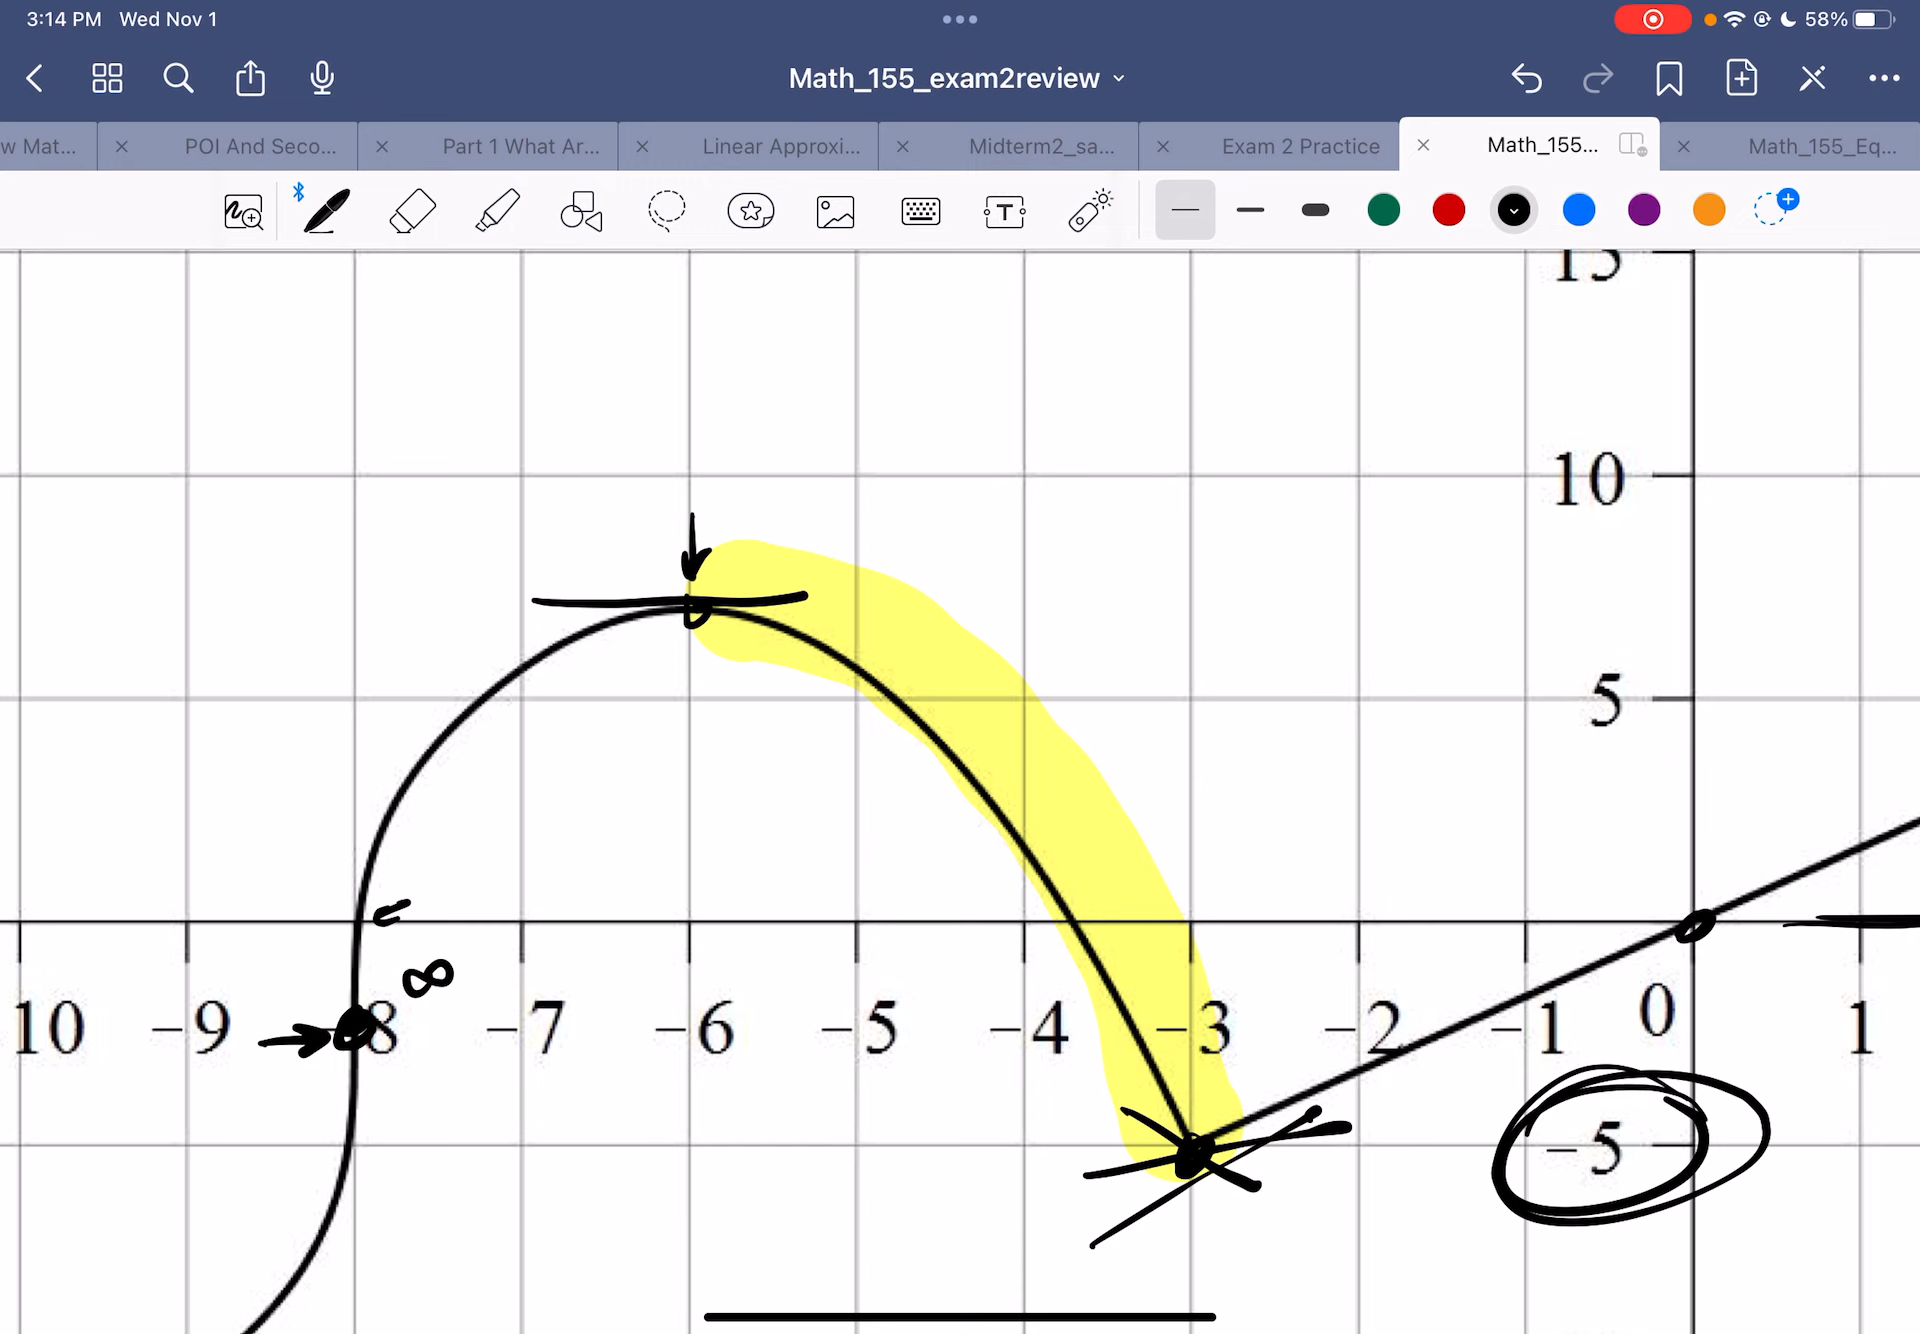 3:14 PM Wed Nov 1
58%
Math_155_exam2review
w Mat...
POI And Seco...
Part 1 What Ar...
Linear Approxi...
Midterm2_sa...
Exam 2 Practice
Math_155...
Math_155_Eq...
T
15
10
5
∞
10 −9 −8 −7 −6 −5 −4 −3 −2 −1 0 1
−5